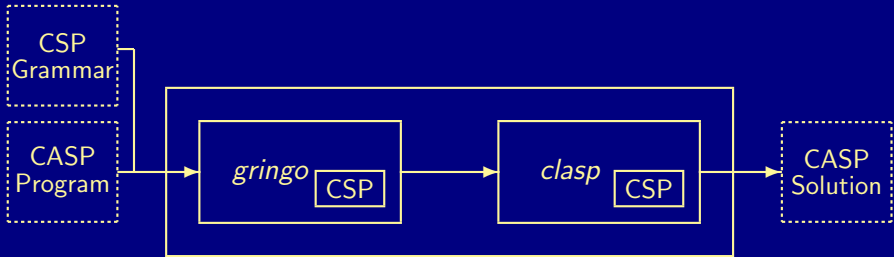 CSP
Grammar
CASP
Program
gringo
CSP
clasp
CSP
CASP
Solution